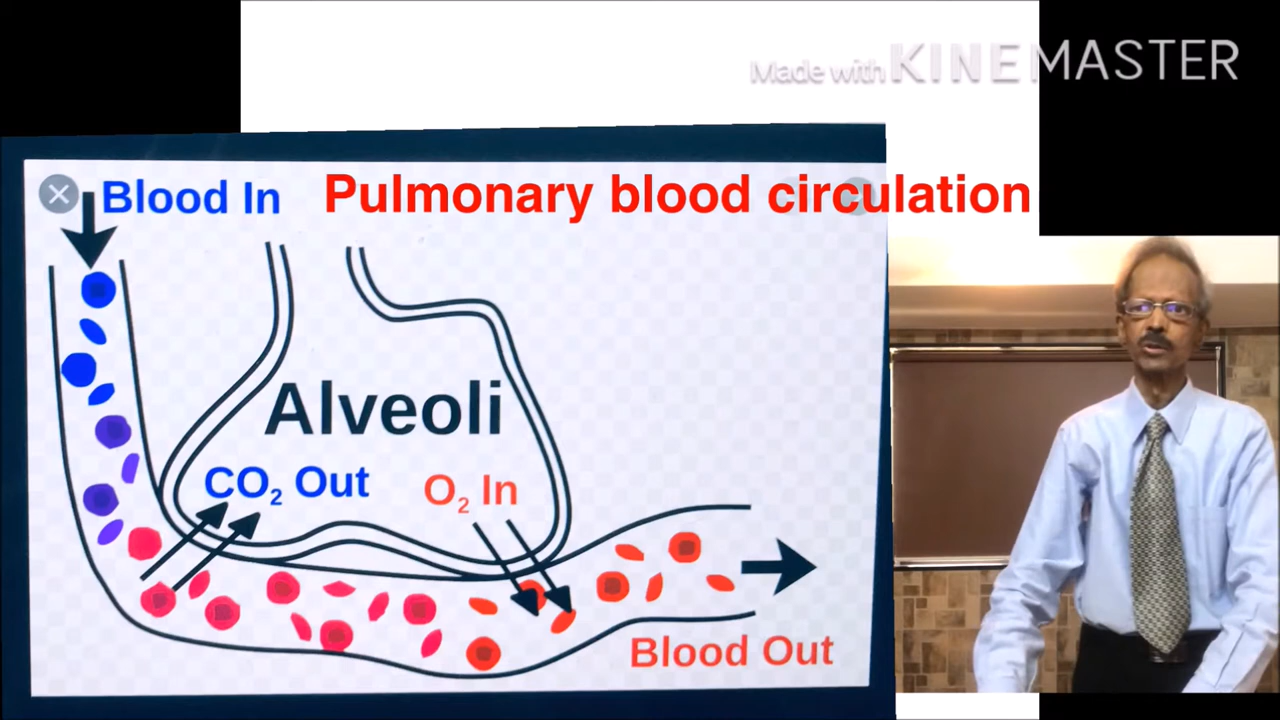 Made with KINEMASTER
Blood In
Pulmonary blood circulation
Alveoli
CO₂ Out
O₂ In
Blood Out